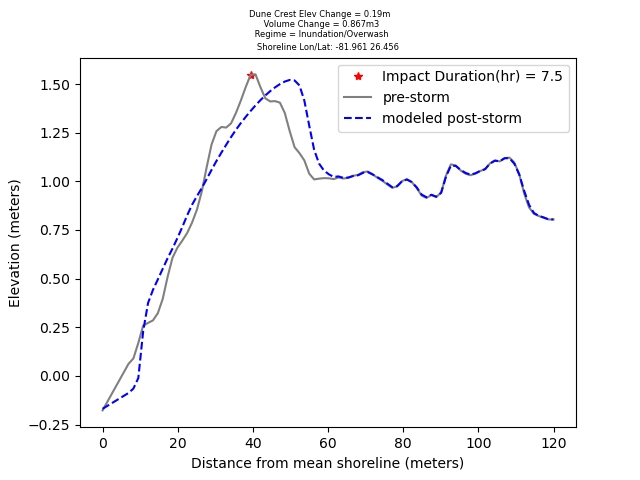 Dune Crest Elev Change = 0.19m
Volume Change = 0.867m3
Regime = Inundation/Overwash
Shoreline Lon/Lat: -81.961 26.456
Impact Duration(hr) = 7.5
pre-storm
modeled post-storm
1.50
1.25
1.00
0.75
0.50
0.25
0.00
−0.25
Elevation (meters)
0 20 40 60 80 100 120
Distance from mean shoreline (meters)